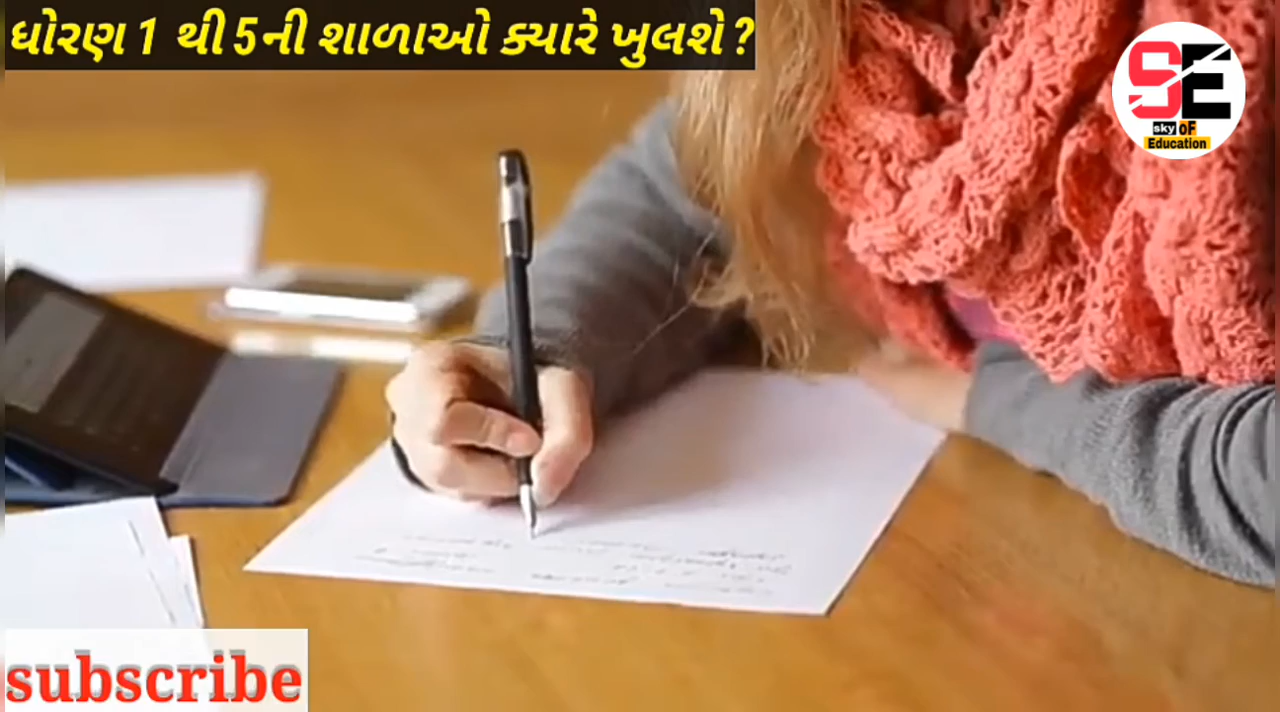 ધોરણ 1 થી 5ની શાળાઓ ક્યારે ખુલશે ?
SE
sky OF
Education
subscribe